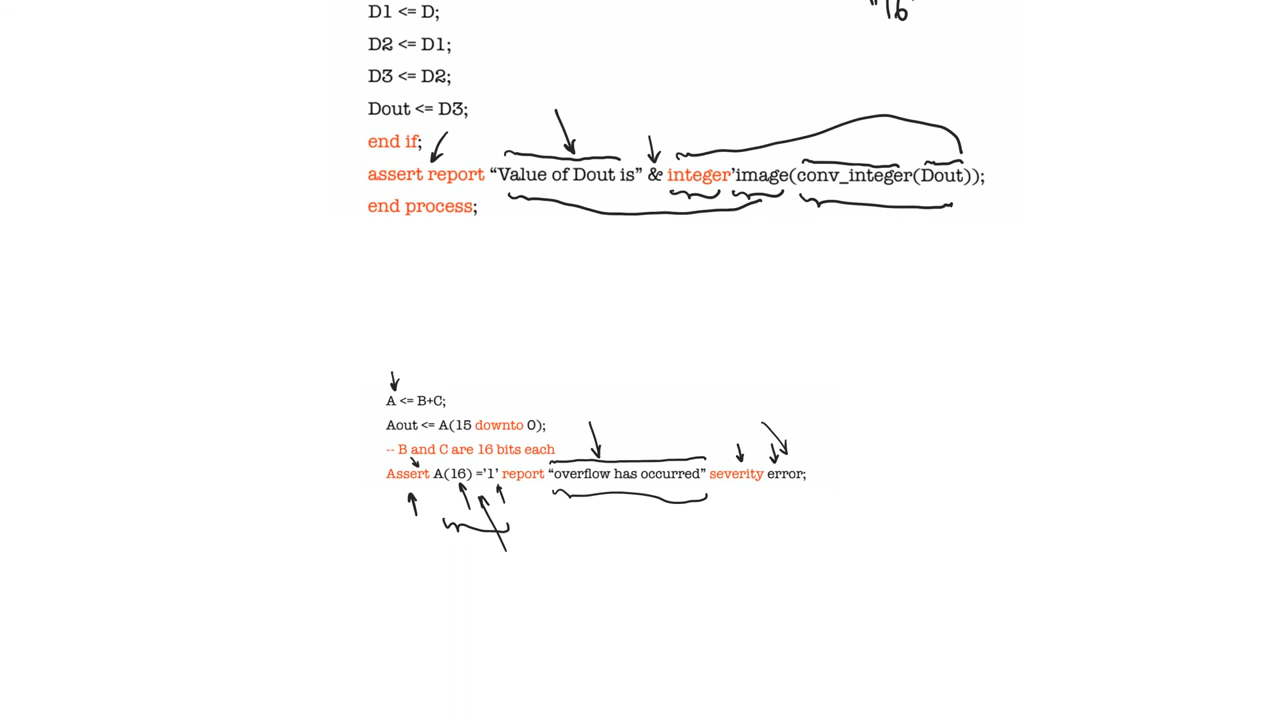 "16"
D1 <= D;
D2 <= D1;
D3 <= D2;
Dout <= D3;
end if;
assert report “Value of Dout is” & integer’image(conv_integer(Dout));
end process;
A <= B+C;
Aout <= A(15 downto 0);
-- B and C are 16 bits each
Assert A(16) =’1’ report “overflow has occurred” severity error;